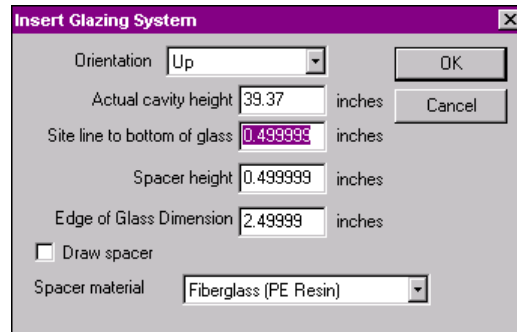 Insert Glazing System
Orientation Up OK
Actual cavity height 39.37 inches Cancel
Site line to bottom of glass 0.499999 inches
Spacer height 0.499999 inches
Edge of Glass Dimension 2.49999 inches
Draw spacer
Spacer material Fiberglass (PE Resin)